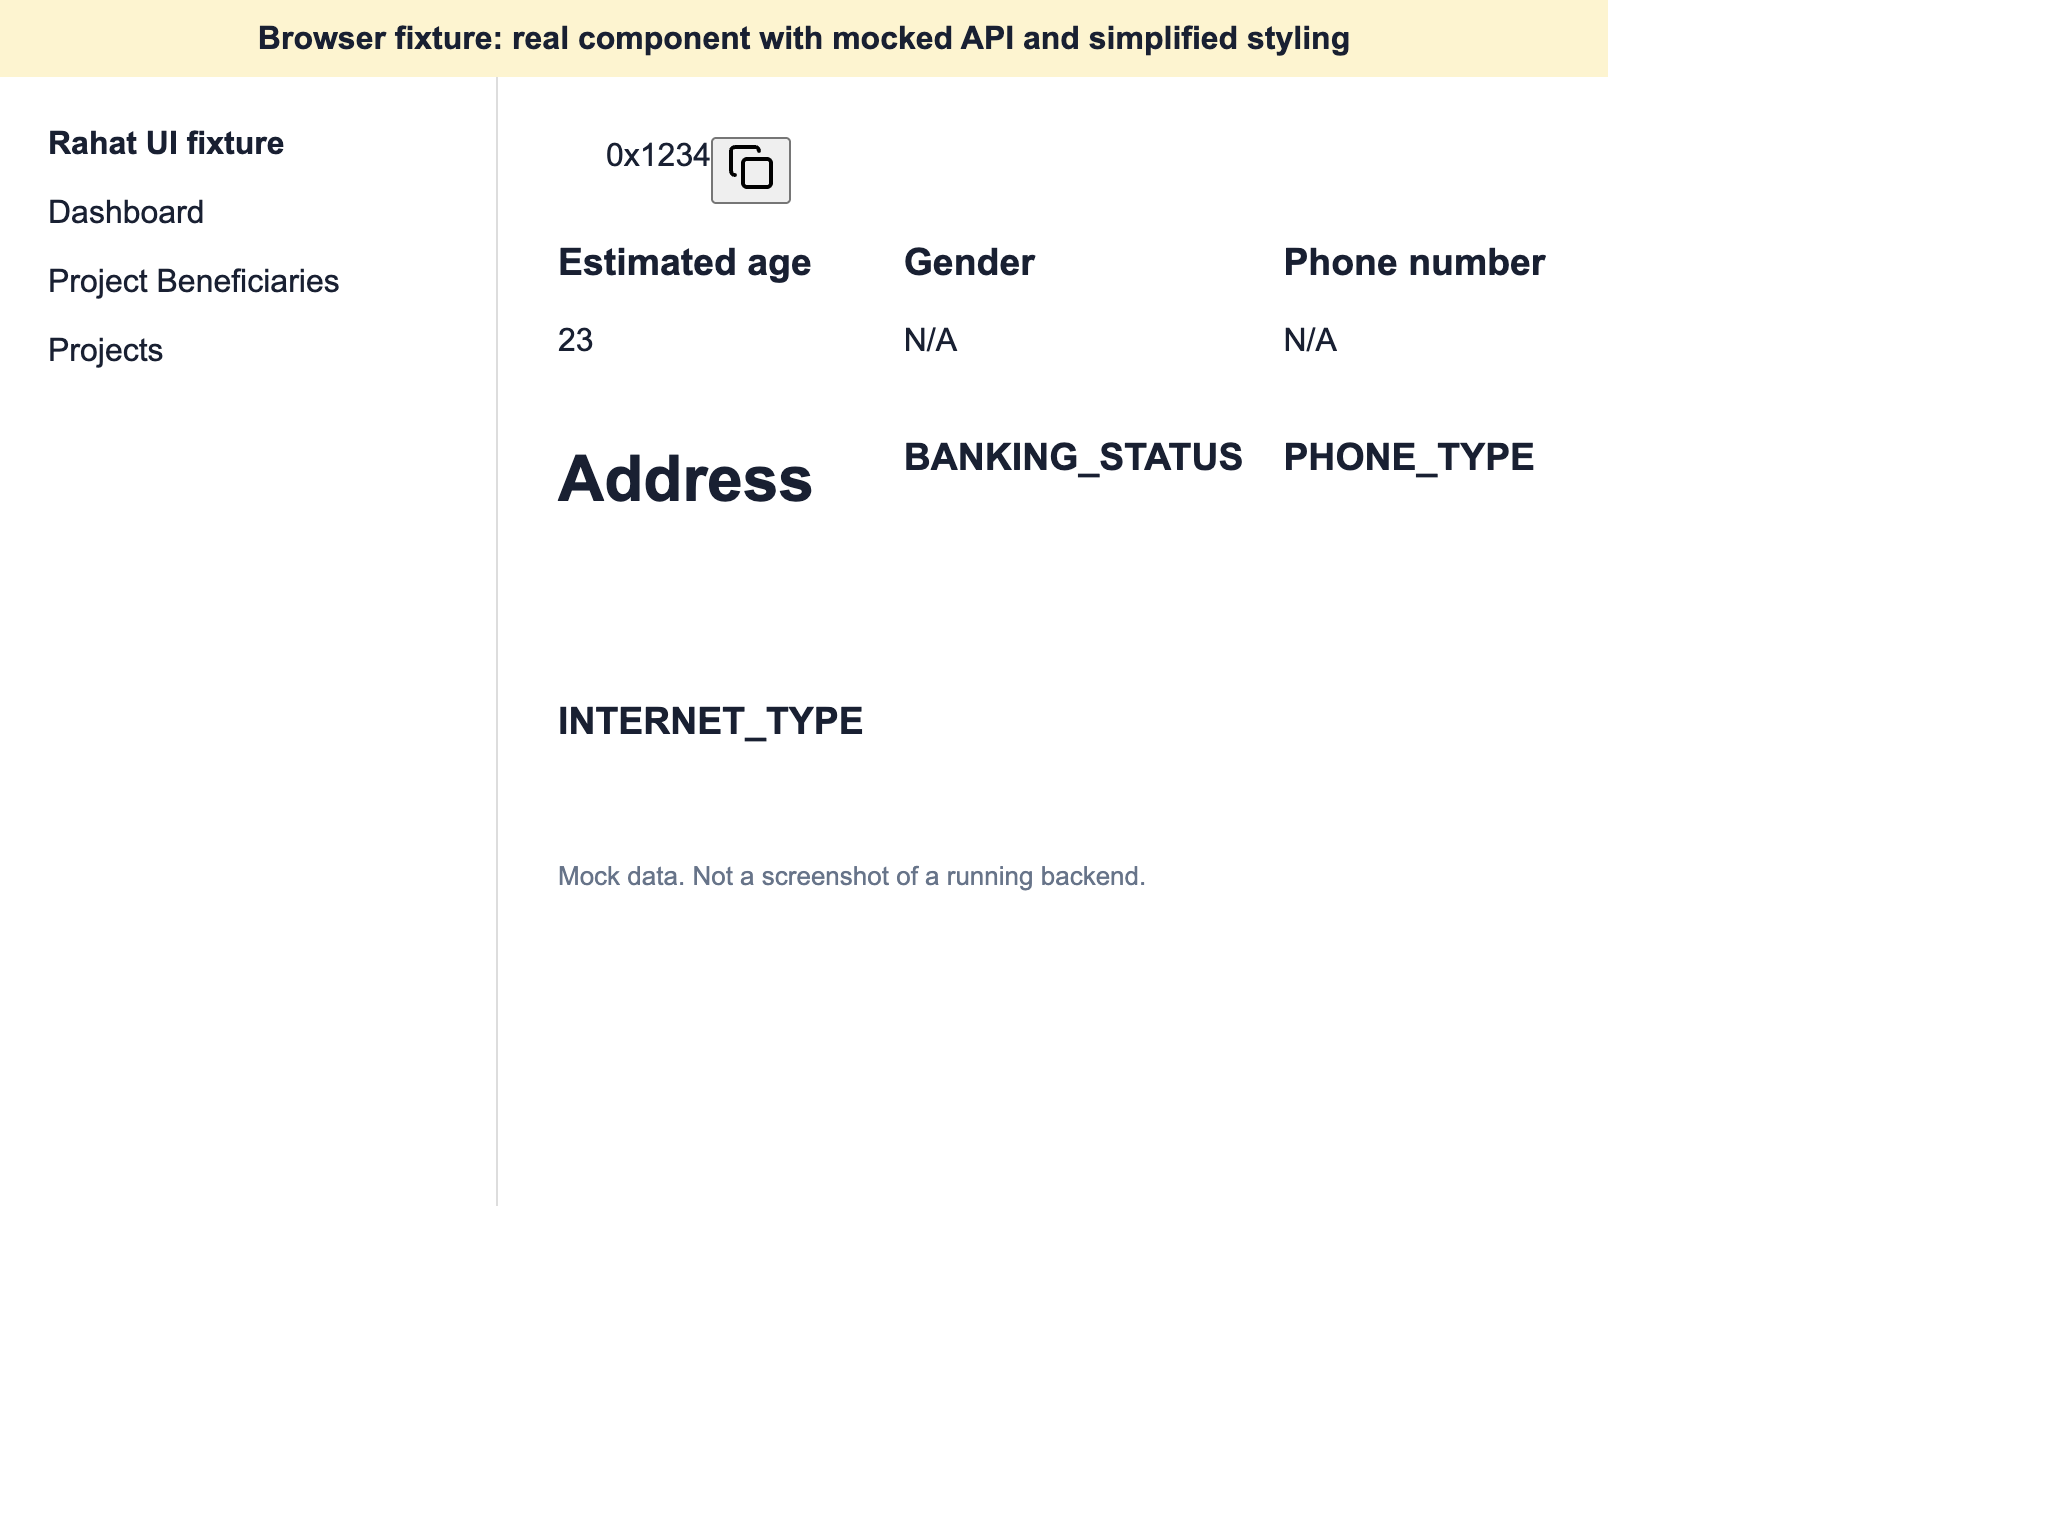 Browser fixture: real component with mocked API and simplified styling
Rahat UI fixture
Dashboard
Project Beneficiaries
Projects
0x1234
Estimated age
Gender
Phone number
23
N/A
N/A
Address
BANKING_STATUS
PHONE_TYPE
INTERNET_TYPE
Mock data. Not a screenshot of a running backend.